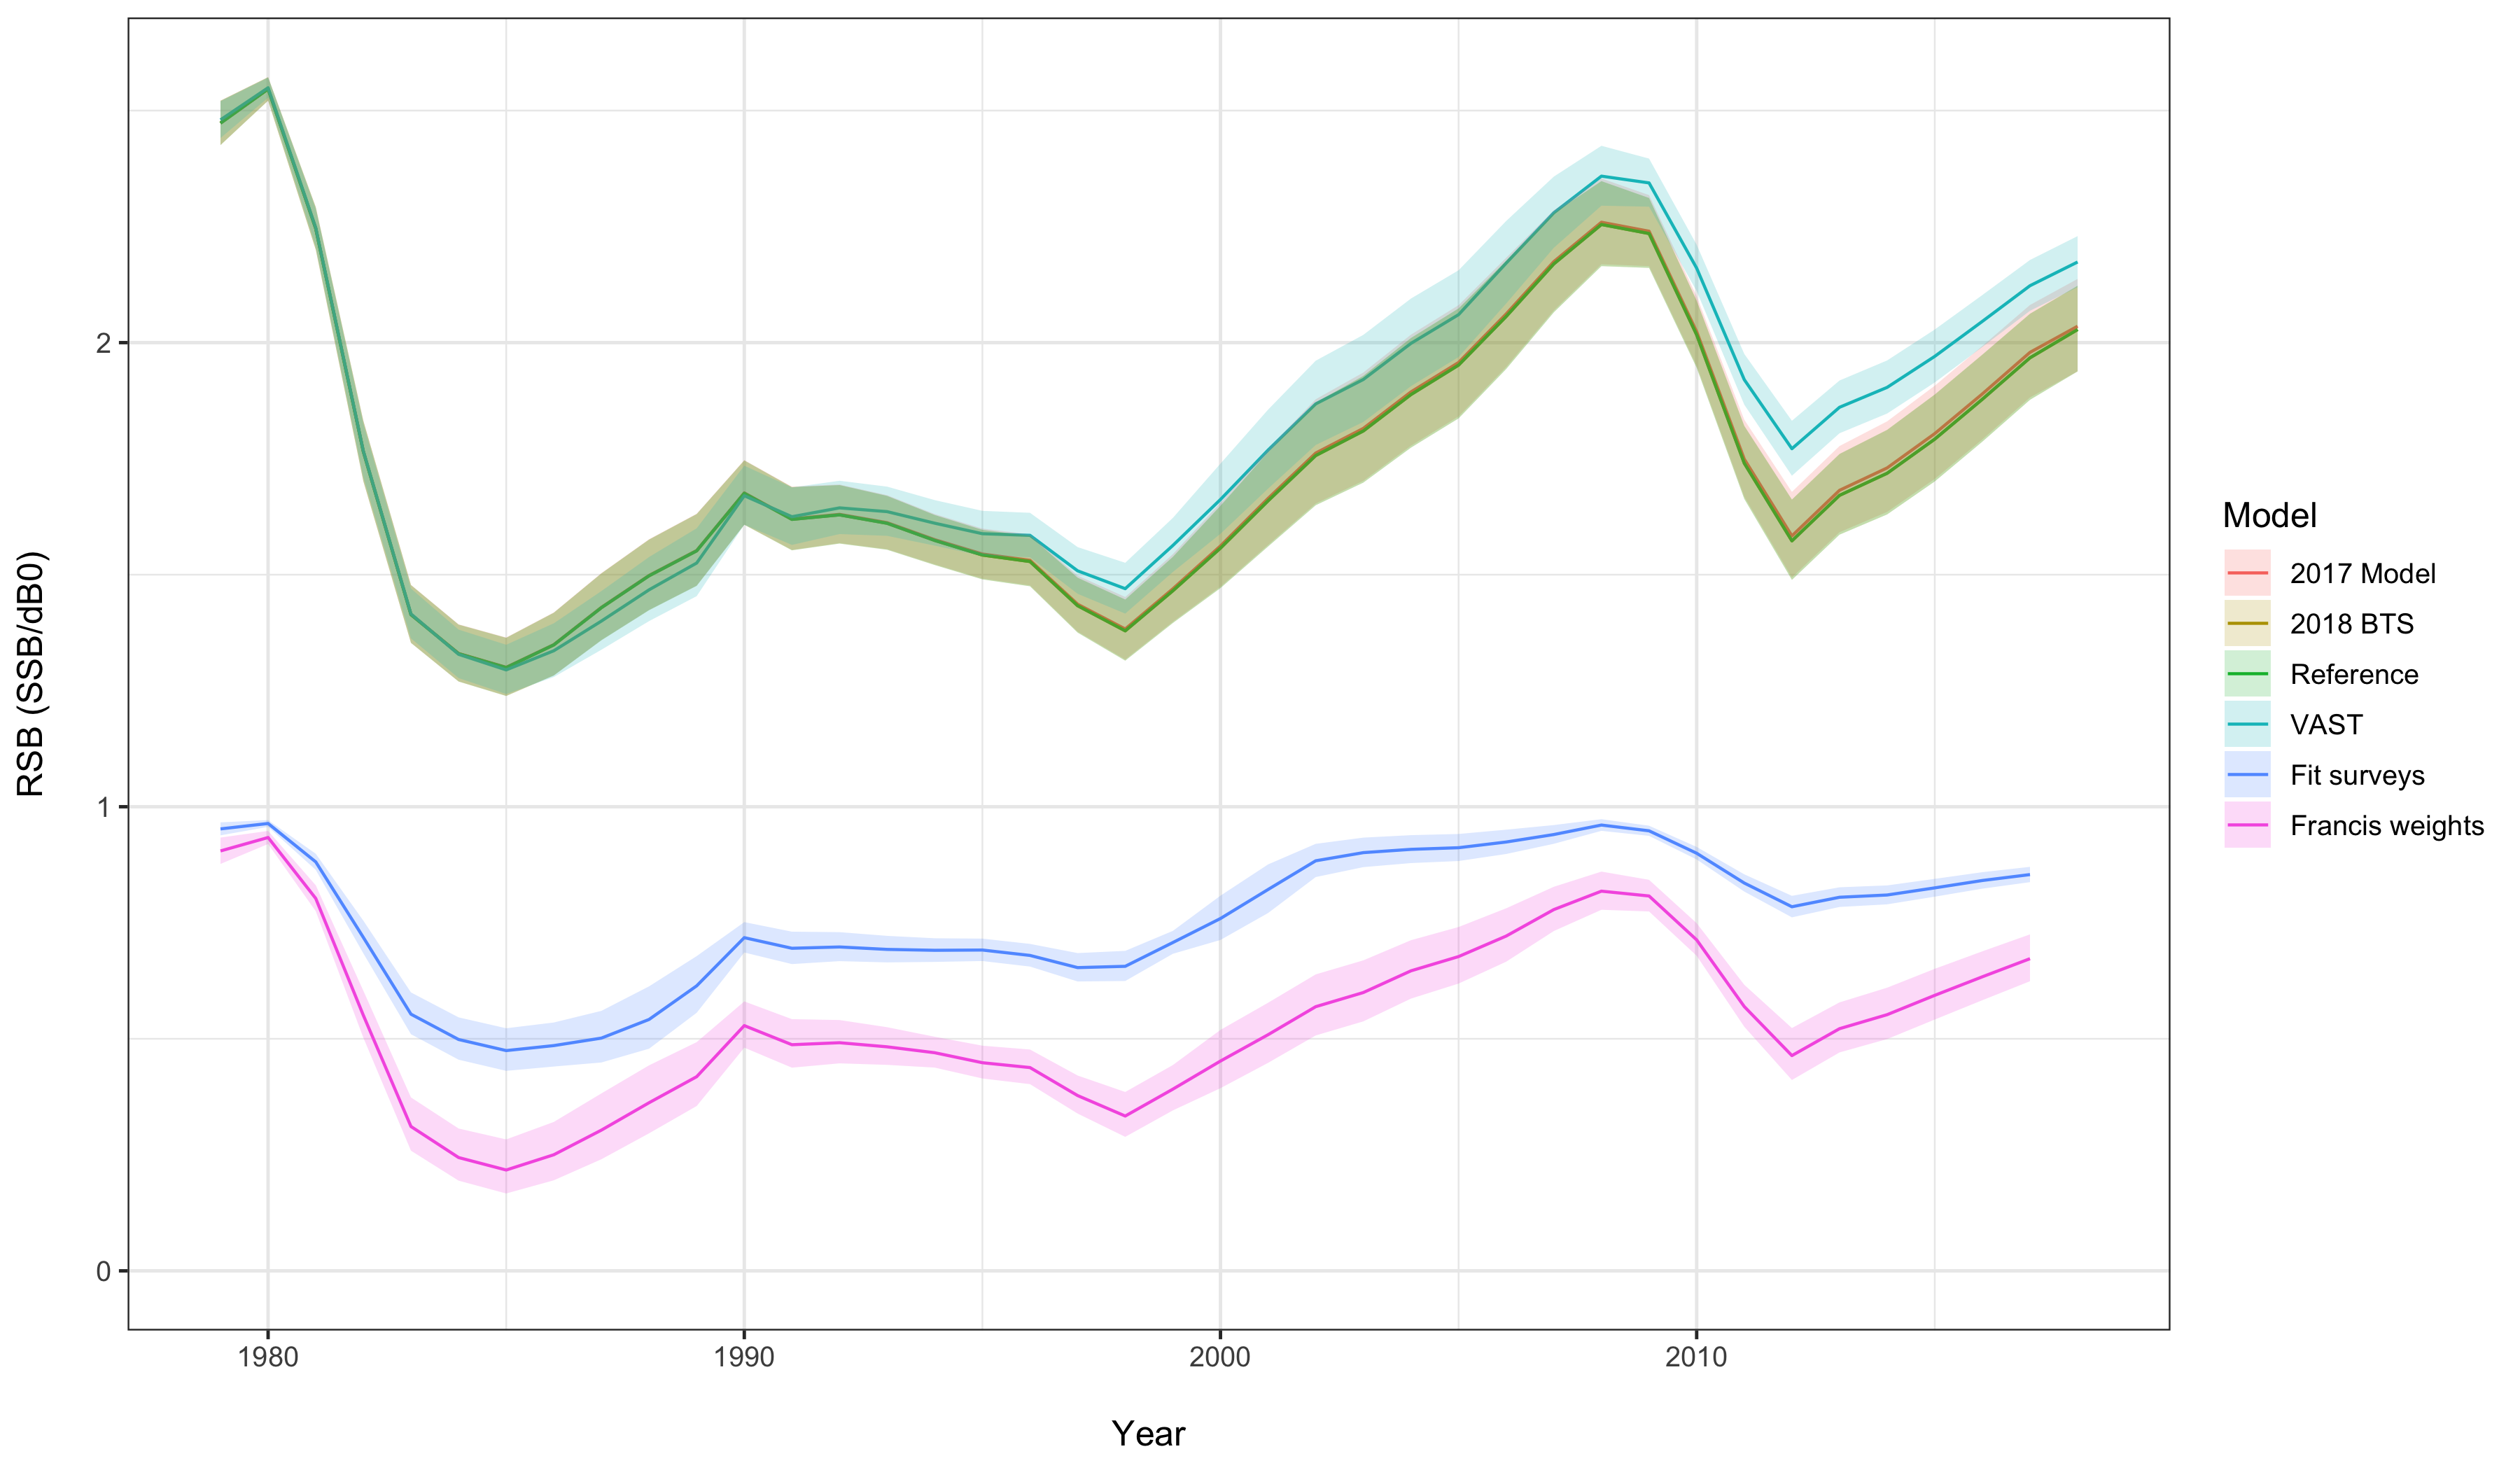 RSB (SSB/dB0)
2
1
0
1980
1990
2000
2010
Year
Model
2017 Model
2018 BTS
Reference
VAST
Fit surveys
Francis weights